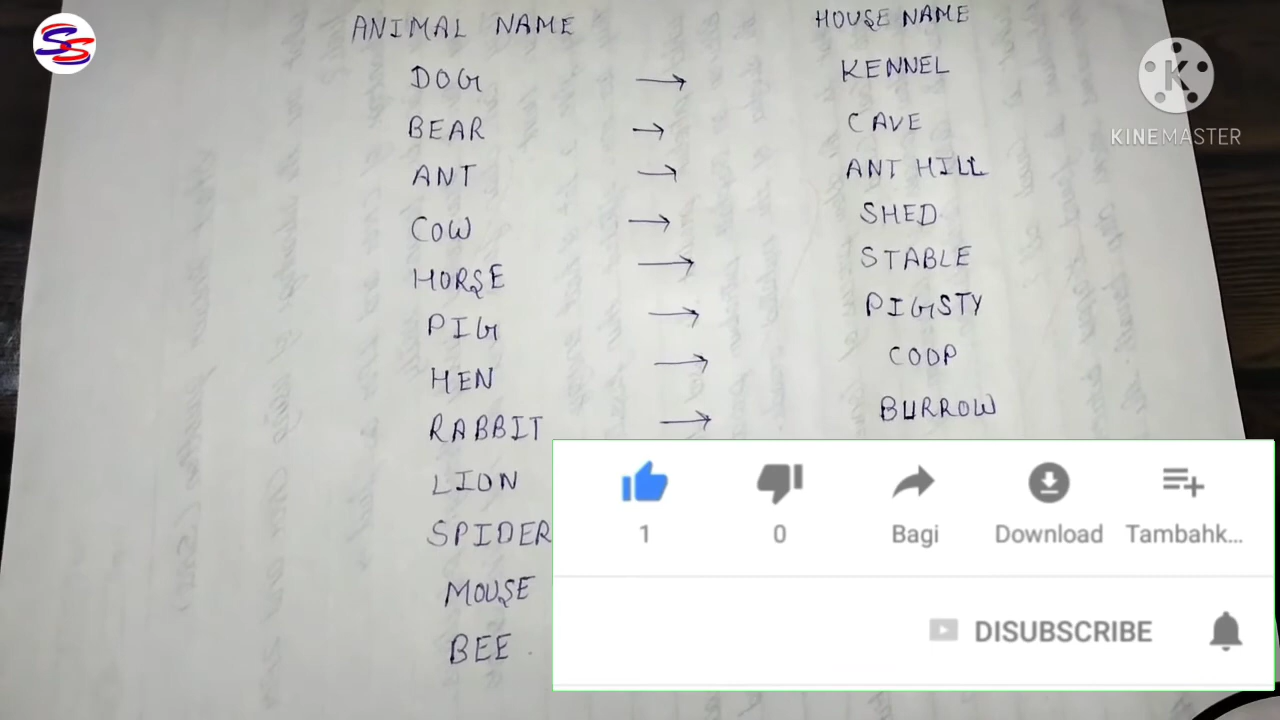 ANIMAL NAME HOUSE NAME
DOG → KENNEL
BEAR → CAVE
ANT → ANT HILL
COW → SHED
HORSE → STABLE
PIG → PIGSTY
HEN → COOP
RABBIT → BURROW
LION
SPIDER
MOUSE
BEE
SS
K
KINEMASTER
1 0 Bagi Download Tambahk...
DISUBSCRIBE